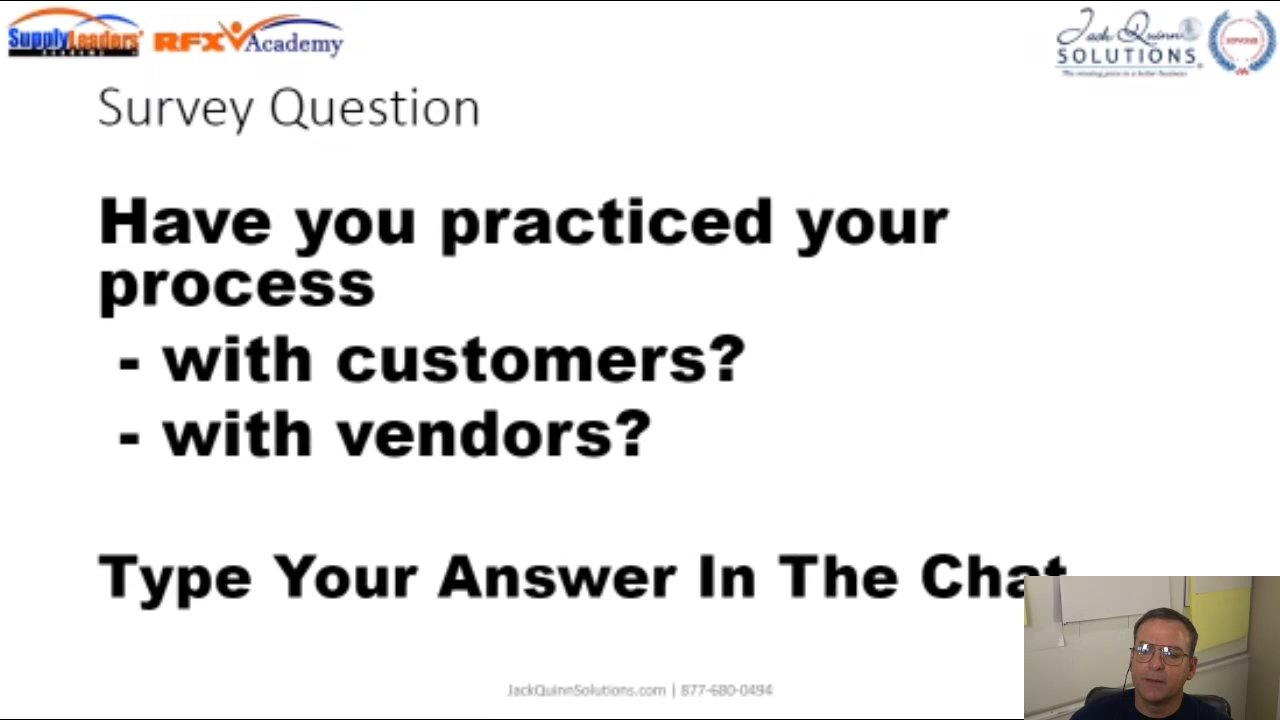 SupplyLeaders
ACADEMY
RFX Academy
Jack Quinn
SOLUTIONS
Survey Question
Have you practiced your
process
- with customers?
- with vendors?
Type Your Answer In The Chat
JackQuinnSolutions.com | 877-680-0494